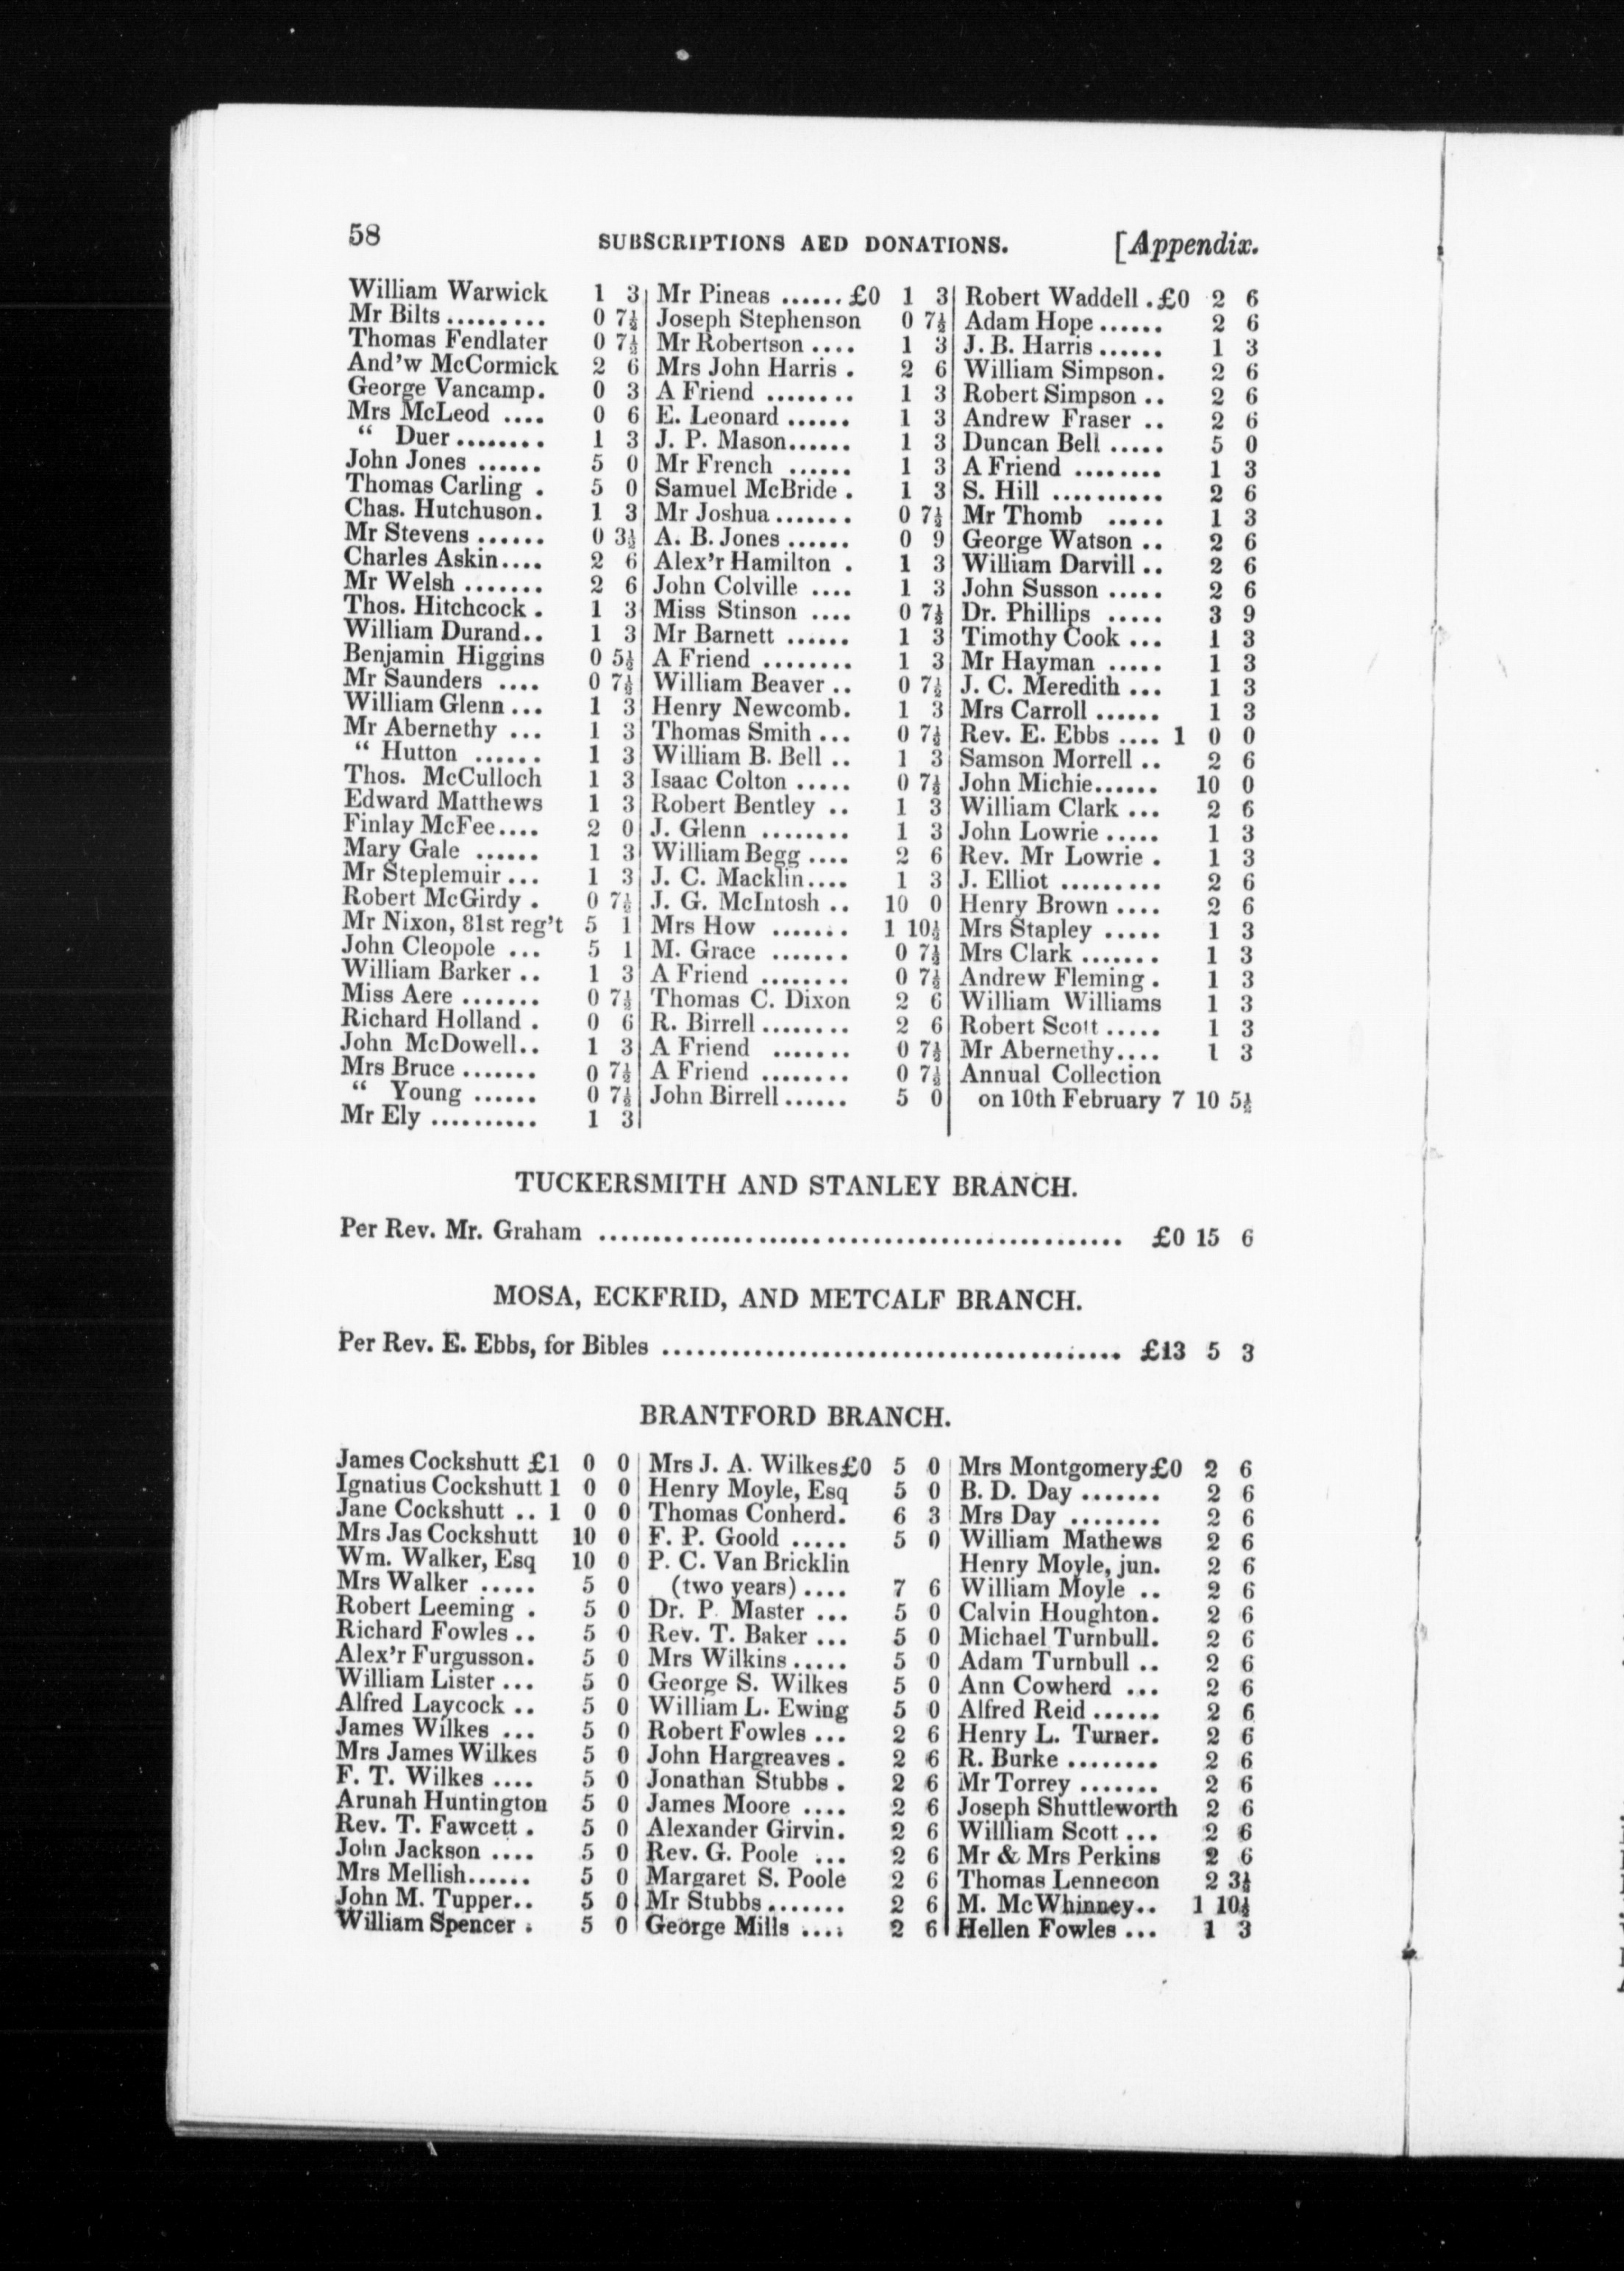 58
SUBSCRIPTIONS AED DONATIONS.
[Appendix.
William Warwick 1 3
Mr Bilts ......... 0 7½
Thomas Fendlater 0 7½
And'w McCormick 2 6
George Vancamp. 0 3
Mrs McLeod .... 0 6
“ Duer ........ 1 3
John Jones ...... 5 0
Thomas Carling . 5 0
Chas. Hutchuson. 1 3
Mr Stevens ...... 0 3½
Charles Askin.... 2 6
Mr Welsh ....... 2 6
Thos. Hitchcock . 1 3
William Durand.. 1 3
Benjamin Higgins 0 5½
Mr Saunders .... 0 7½
William Glenn ... 1 3
Mr Abernethy ... 1 3
“ Hutton ...... 1 3
Thos. McCulloch 1 3
Edward Matthews 1 3
Finlay McFee.... 2 0
Mary Gale ...... 1 3
Mr Steplemuir ... 1 3
Robert McGirdy . 0 7½
Mr Nixon, 81st reg't 5 1
John Cleopole ... 5 1
William Barker .. 1 3
Miss Aere ....... 0 7½
Richard Holland . 0 6
John McDowell.. 1 3
Mrs Bruce ....... 0 7½
“ Young ...... 0 7½
Mr Ely .......... 1 3
Mr Pineas ...... £0 1 3
Joseph Stephenson 0 7½
Mr Robertson .... 1 3
Mrs John Harris . 2 6
A Friend ........ 1 3
E. Leonard ...... 1 3
J. P. Mason...... 1 3
Mr French ...... 1 3
Samuel McBride . 1 3
Mr Joshua ....... 0 7½
A. B. Jones ...... 0 9
Alex'r Hamilton . 1 3
John Colville .... 1 3
Miss Stinson .... 0 7½
Mr Barnett ...... 1 3
A Friend ........ 1 3
William Beaver .. 0 7½
Henry Newcomb. 1 3
Thomas Smith ... 0 7½
William B. Bell .. 1 3
Isaac Colton ..... 0 7½
Robert Bentley .. 1 3
J. Glenn ........ 1 3
William Begg .... 2 6
J. C. Macklin.... 1 3
J. G. McIntosh .. 10 0
Mrs How ....... 1 10½
M. Grace ....... 0 7½
A Friend ........ 0 7½
Thomas C. Dixon 2 6
R. Birrell ........ 2 6
A Friend ....... 0 7½
A Friend ........ 0 7½
John Birrell ...... 5 0
Robert Waddell . £0 2 6
Adam Hope ...... 2 6
J. B. Harris ...... 1 3
William Simpson. 2 6
Robert Simpson .. 2 6
Andrew Fraser .. 2 6
Duncan Bell ..... 5 0
A Friend ........ 1 3
S. Hill .......... 2 6
Mr Thomb ..... 1 3
George Watson .. 2 6
William Darvill .. 2 6
John Susson ..... 2 6
Dr. Phillips ..... 3 9
Timothy Cook ... 1 3
Mr Hayman ..... 1 3
J. C. Meredith ... 1 3
Mrs Carroll ...... 1 3
Rev. E. Ebbs .... 1 0 0
Samson Morrell .. 2 6
John Michie...... 10 0
William Clark ... 2 6
John Lowrie ..... 1 3
Rev. Mr Lowrie . 1 3
J. Elliot ......... 2 6
Henry Brown .... 2 6
Mrs Stapley ..... 1 3
Mrs Clark ....... 1 3
Andrew Fleming . 1 3
William Williams 1 3
Robert Scott ..... 1 3
Mr Abernethy.... 1 3
Annual Collection
on 10th February 7 10 5½
TUCKERSMITH AND STANLEY BRANCH.
Per Rev. Mr. Graham ............................................... £0 15 6
MOSA, ECKFRID, AND METCALF BRANCH.
Per Rev. E. Ebbs, for Bibles ......................................... £13 5 3
BRANTFORD BRANCH.
James Cockshutt £1 0 0
Ignatius Cockshutt 1 0 0
Jane Cockshutt .. 1 0 0
Mrs Jas Cockshutt 10 0
Wm. Walker, Esq 10 0
Mrs Walker ..... 5 0
Robert Leeming . 5 0
Richard Fowles .. 5 0
Alex'r Furgusson. 5 0
William Lister ... 5 0
Alfred Laycock .. 5 0
James Wilkes ... 5 0
Mrs James Wilkes 5 0
F. T. Wilkes .... 5 0
Arunah Huntington 5 0
Rev. T. Fawcett . 5 0
John Jackson .... 5 0
Mrs Mellish...... 5 0
John M. Tupper.. 5 0
William Spencer . 5 0
Mrs J. A. Wilkes £0 5 0
Henry Moyle, Esq 5 0
Thomas Conherd. 6 3
F. P. Goold ..... 5 0
P. C. Van Bricklin
(two years) .... 7 6
Dr. P Master ... 5 0
Rev. T. Baker ... 5 0
Mrs Wilkins ..... 5 0
George S. Wilkes 5 0
William L. Ewing 5 0
Robert Fowles ... 2 6
John Hargreaves . 2 6
Jonathan Stubbs . 2 6
James Moore .... 2 6
Alexander Girvin. 2 6
Rev. G. Poole ... 2 6
Margaret S. Poole 2 6
Mr Stubbs ....... 2 6
George Mills .... 2 6
Mrs Montgomery £0 2 6
B. D. Day ....... 2 6
Mrs Day ........ 2 6
William Mathews 2 6
Henry Moyle, jun. 2 6
William Moyle .. 2 6
Calvin Houghton. 2 6
Michael Turnbull. 2 6
Adam Turnbull .. 2 6
Ann Cowherd ... 2 6
Alfred Reid ...... 2 6
Henry L. Turner. 2 6
R. Burke ........ 2 6
Mr Torrey ....... 2 6
Joseph Shuttleworth 2 6
Willliam Scott ... 2 6
Mr & Mrs Perkins 2 6
Thomas Lennecon 2 3½
M. McWhinney.. 1 10½
Hellen Fowles ... 1 3